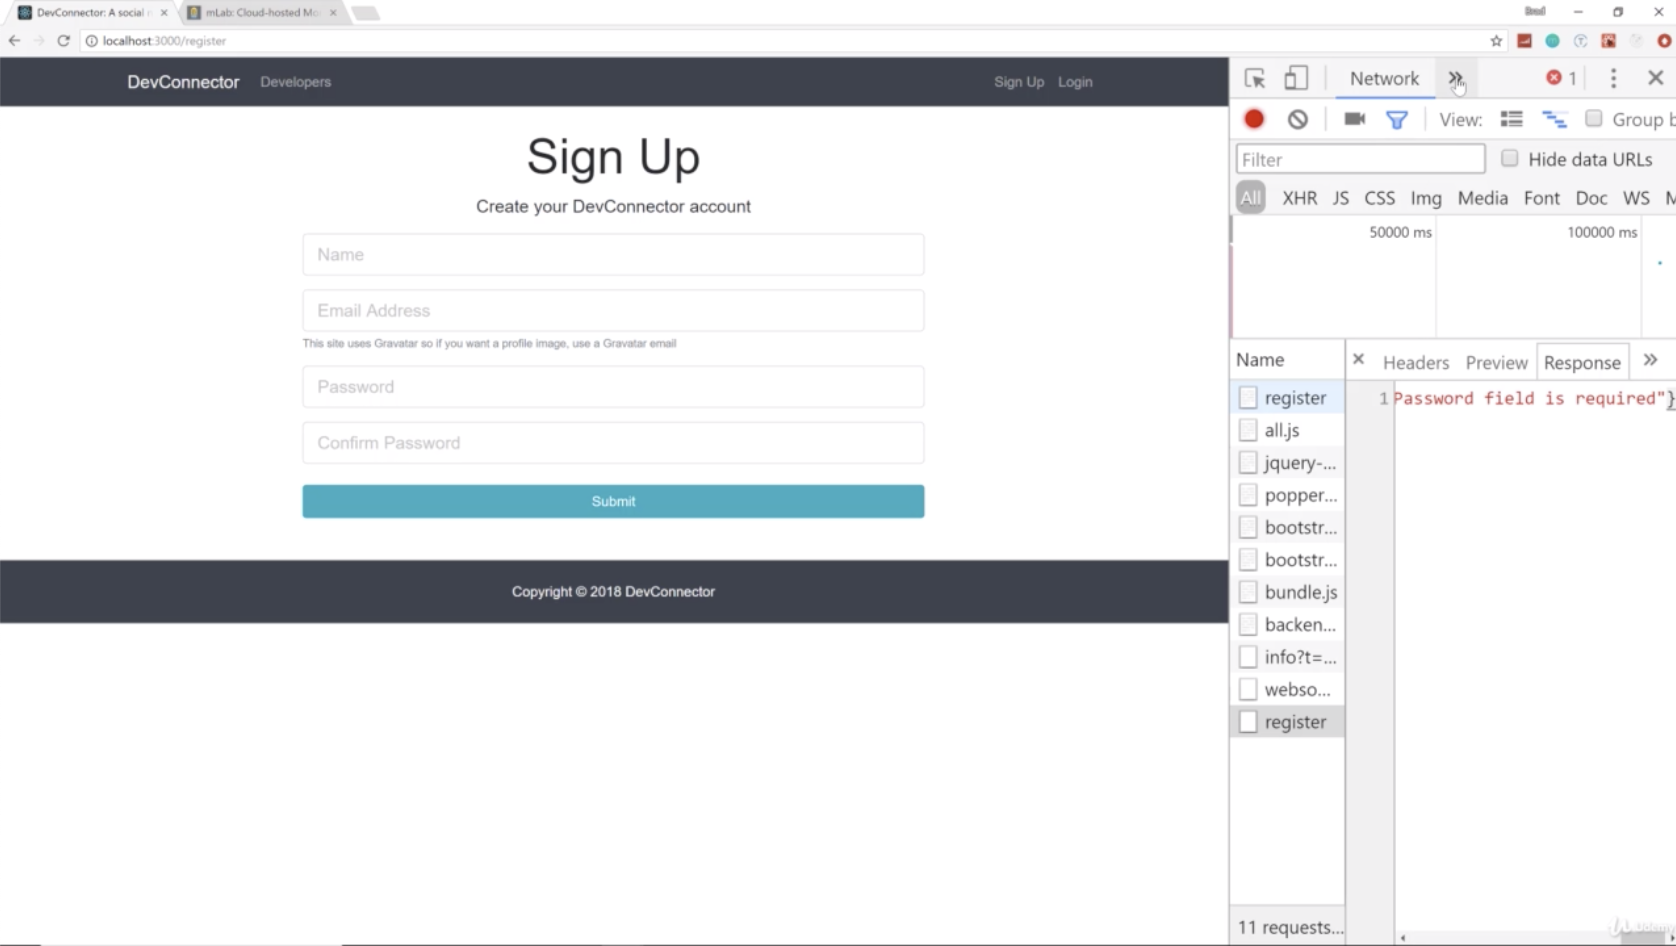 DevConnector: A social n
mLab: Cloud-hosted Mo
Brad
localhost:3000/register
DevConnector
Developers
Sign Up
Login
Sign Up
Create your DevConnector account
Name
Email Address
This site uses Gravatar so if you want a profile image, use a Gravatar email
Password
Confirm Password
Submit
Copyright © 2018 DevConnector
Network
1
View:
Group b
Filter
Hide data URLs
All XHR JS CSS Img Media Font Doc WS M
50000 ms
100000 ms
Name
Headers Preview Response
1 Password field is required"}
register
all.js
jquery-...
popper...
bootstr...
bootstr...
bundle.js
backen...
info?t=...
webso...
register
11 requests...
Udemy